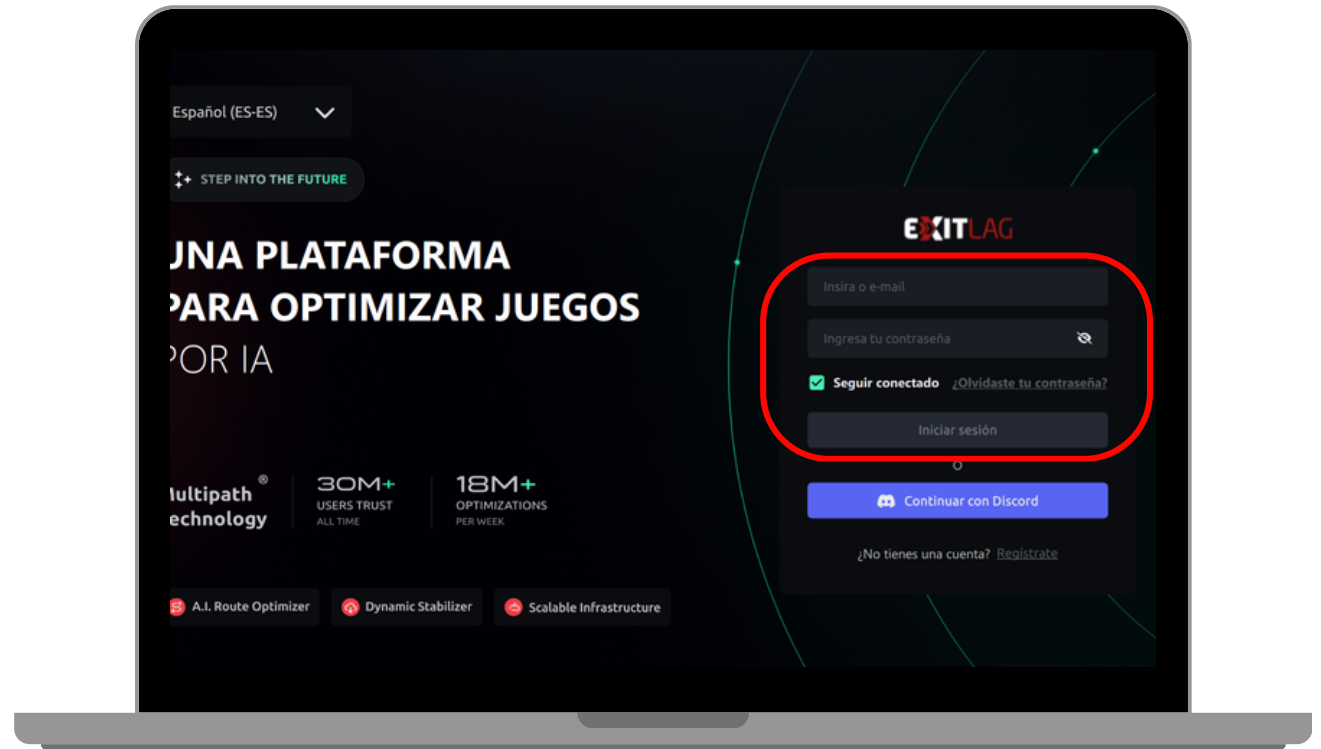 Español (ES-ES)
STEP INTO THE FUTURE
UNA PLATAFORMA
PARA OPTIMIZAR JUEGOS
POR IA
Multipath ®
Technology
30M+
USERS TRUST
ALL TIME
18M+
OPTIMIZATIONS
PER WEEK
A.I. Route Optimizer
Dynamic Stabilizer
Scalable Infrastructure
EXITLAG
Insira o e-mail
Ingresa tu contraseña
Seguir conectado ¿Olvidaste tu contraseña?
Iniciar sesión
O
Continuar con Discord
¿No tienes una cuenta? Regístrate